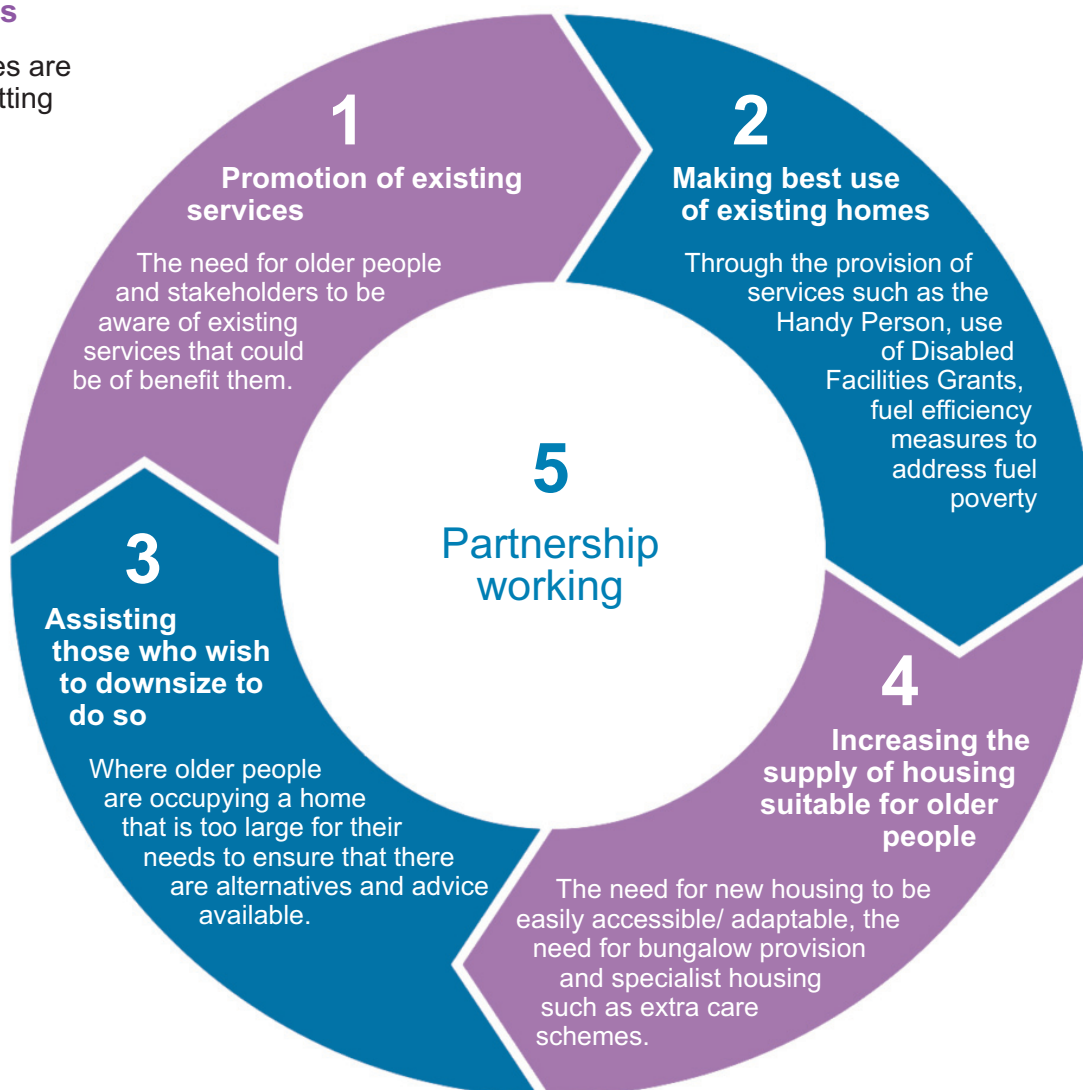 s
es are
tting
1
Promotion of existing
services
The need for older people
and stakeholders to be
aware of existing
services that could
be of benefit them.
2
Making best use
of existing homes
Through the provision of
services such as the
Handy Person, use
of Disabled
Facilities Grants,
fuel efficiency
measures to
address fuel
poverty
3
Assisting
those who wish
to downsize to
do so
Where older people
are occupying a home
that is too large for their
needs to ensure that there
are alternatives and advice
available.
4
Increasing the
supply of housing
suitable for older
people
The need for new housing to be
easily accessible/ adaptable, the
need for bungalow provision
and specialist housing
such as extra care
schemes.
5
Partnership
working